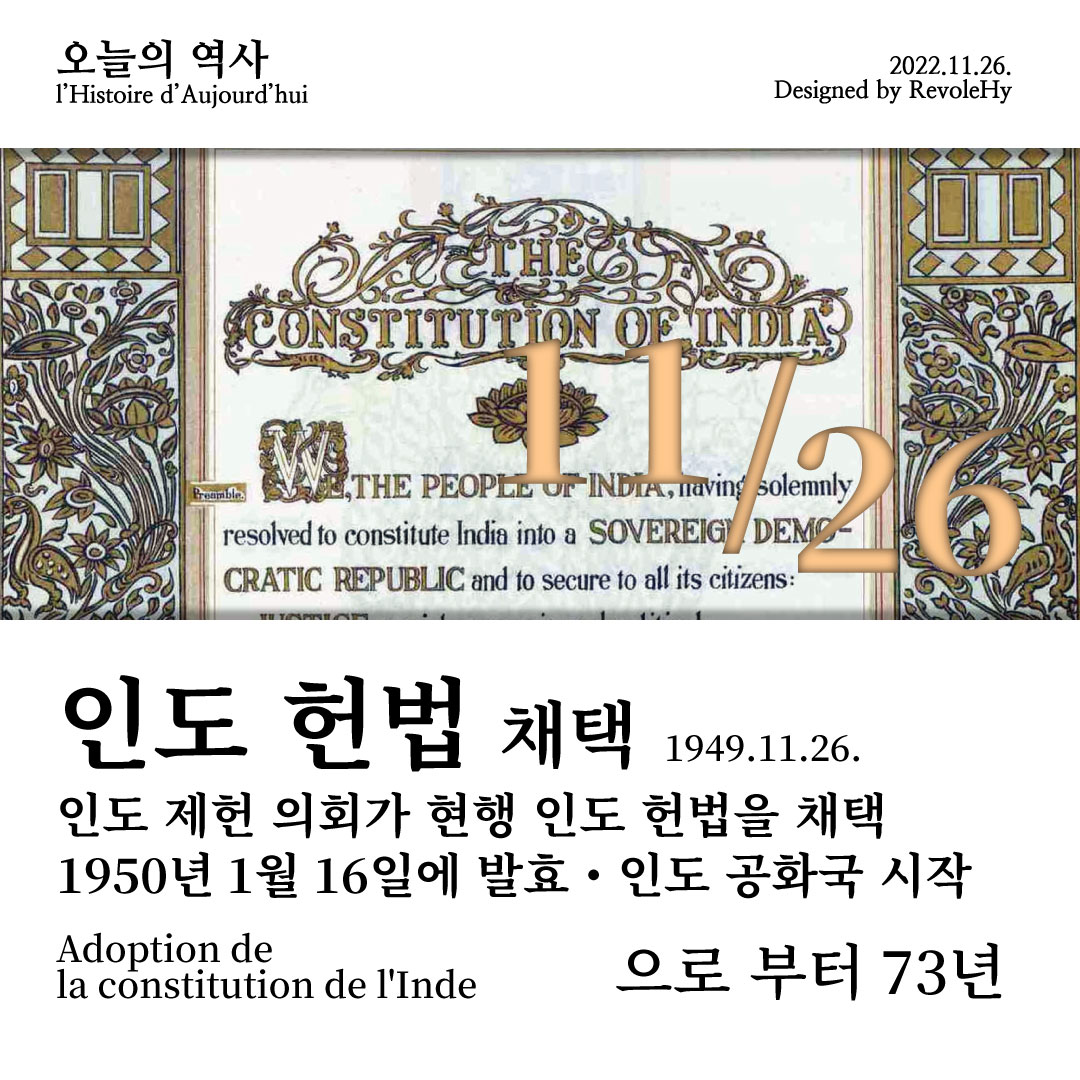 오늘의 역사
l’Histoire d’Aujourd’hui
2022.11.26.
Designed by RevoleHy
THE
CONSTITUTION OF INDIA
11/26
Preamble.
WE, THE PEOPLE OF INDIA, having solemnly
resolved to constitute India into a SOVEREIGN DEMO-
CRATIC REPUBLIC and to secure to all its citizens:
인도 헌법 채택 1949.11.26.
인도 제헌 의회가 현행 인도 헌법을 채택
1950년 1월 16일에 발효・인도 공화국 시작
Adoption de
la constitution de l'Inde
으로 부터 73년